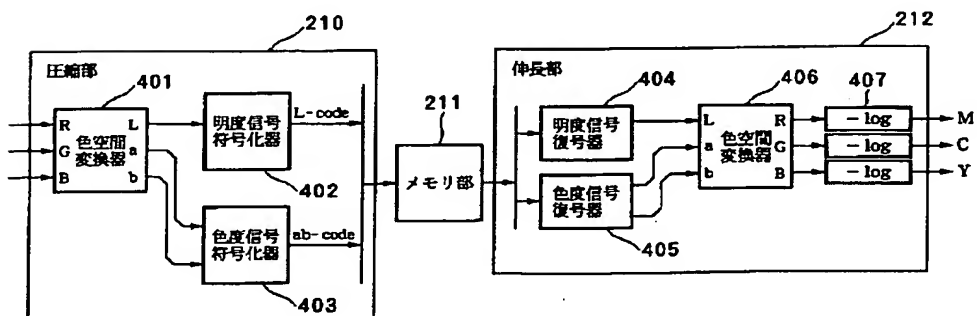 210
圧縮部
401
R
G
B
色空間
変換器
L
a
b
明度信号
符号化器
L-code
402
色度信号
符号化器
ab-code
403
211
メモリ部
212
伸長部
404
明度信号
復号器
色度信号
復号器
405
406
L
a
b
色空間
変換器
R
G
B
407
-log
-log
-log
M
C
Y